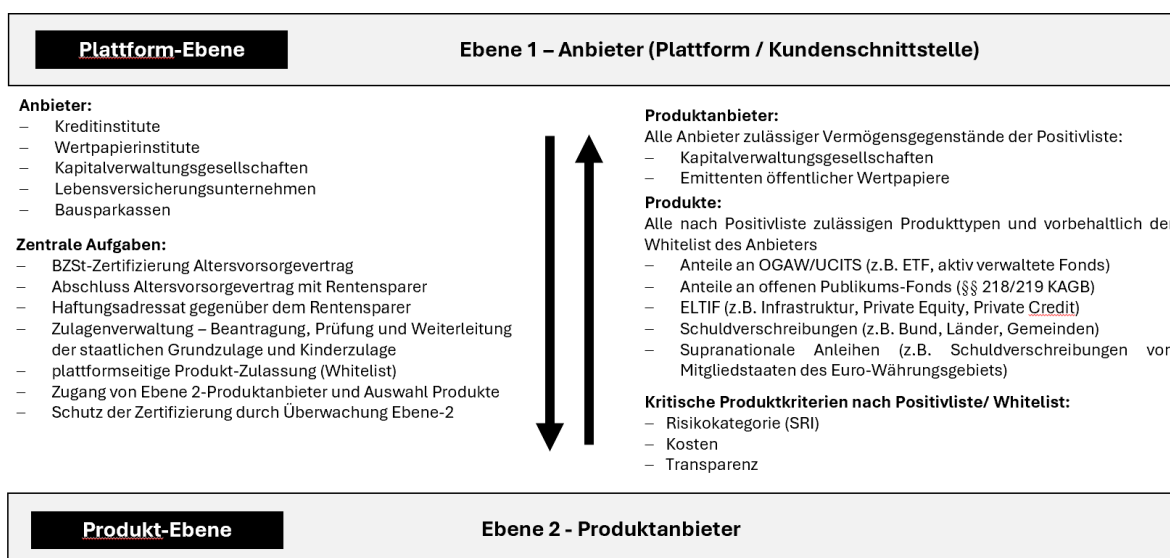 Plattform-Ebene
Ebene 1 – Anbieter (Plattform / Kundenschnittstelle)
Anbieter:
– Kreditinstitute
– Wertpapierinstitute
– Kapitalverwaltungsgesellschaften
– Lebensversicherungsunternehmen
– Bausparkassen
Zentrale Aufgaben:
– BZSt-Zertifizierung Altersvorsorgevertrag
– Abschluss Altersvorsorgevertrag mit Rentensparer
– Haftungsadressat gegenüber dem Rentensparer
– Zulagenverwaltung – Beantragung, Prüfung und Weiterleitung
der staatlichen Grundzulage und Kinderzulage
– plattformseitige Produkt-Zulassung (Whitelist)
– Zugang von Ebene 2-Produktanbieter und Auswahl Produkte
– Schutz der Zertifizierung durch Überwachung Ebene-2
Produktanbieter:
Alle Anbieter zulässiger Vermögensgegenstände der Positivliste:
– Kapitalverwaltungsgesellschaften
– Emittenten öffentlicher Wertpapiere
Produkte:
Alle nach Positivliste zulässigen Produkttypen und vorbehaltlich der
Whitelist des Anbieters
– Anteile an OGAW/UCITS (z.B. ETF, aktiv verwaltete Fonds)
– Anteile an offenen Publikums-Fonds (§§ 218/219 KAGB)
– ELTIF (z.B. Infrastruktur, Private Equity, Private Credit)
– Schuldverschreibungen (z.B. Bund, Länder, Gemeinden)
– Supranationale Anleihen (z.B. Schuldverschreibungen von
Mitgliedstaaten des Euro-Währungsgebiets)
Kritische Produktkriterien nach Positivliste/ Whitelist:
– Risikokategorie (SRI)
– Kosten
– Transparenz
Produkt-Ebene
Ebene 2 - Produktanbieter